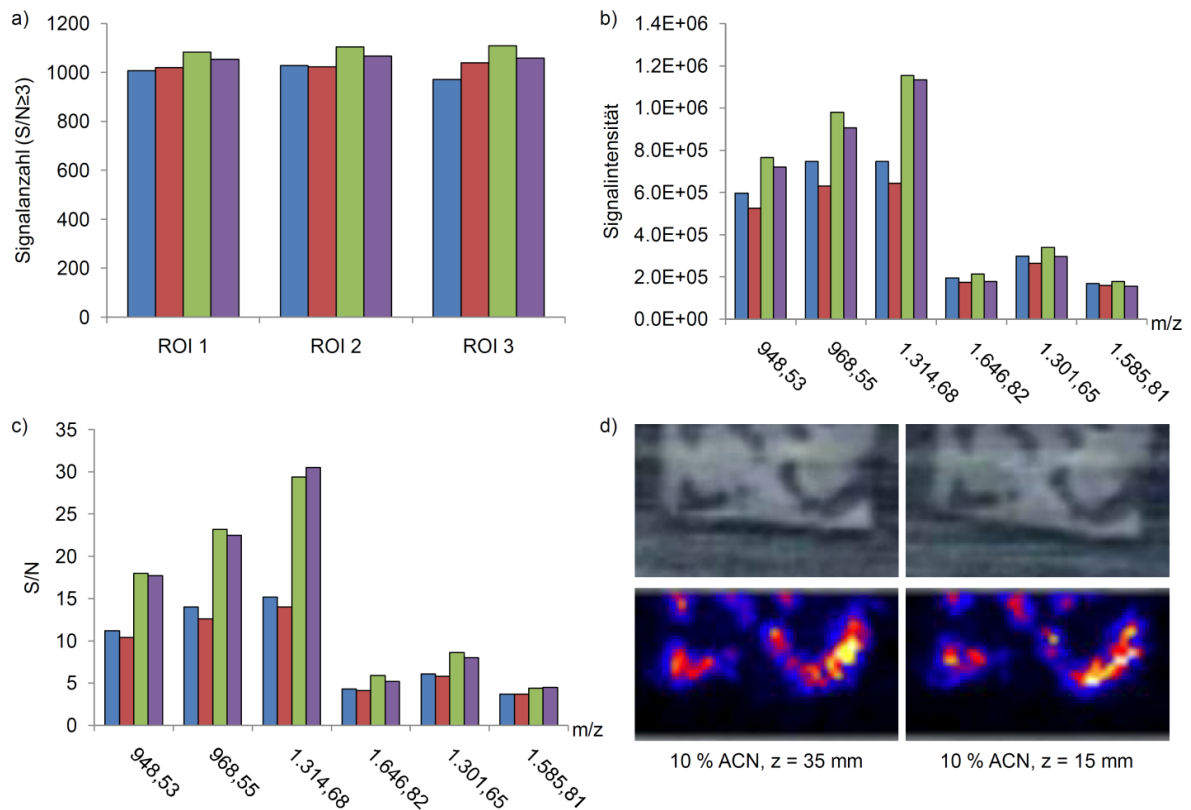 a)
Signalanzahl (S/N≥3)
1200
1000
800
600
400
200
0
ROI 1 ROI 2 ROI 3
b)
Signalintensität
1.4E+06
1.2E+06
1.0E+06
8.0E+05
6.0E+05
4.0E+05
2.0E+05
0.0E+00
m/z
948,53 968,55 1.314,68 1.646,82 1.301,65 1.585,81
c)
S/N
35
30
25
20
15
10
5
0
m/z
948,53 968,55 1.314,68 1.646,82 1.301,65 1.585,81
d)
10 % ACN, z = 35 mm
10 % ACN, z = 15 mm